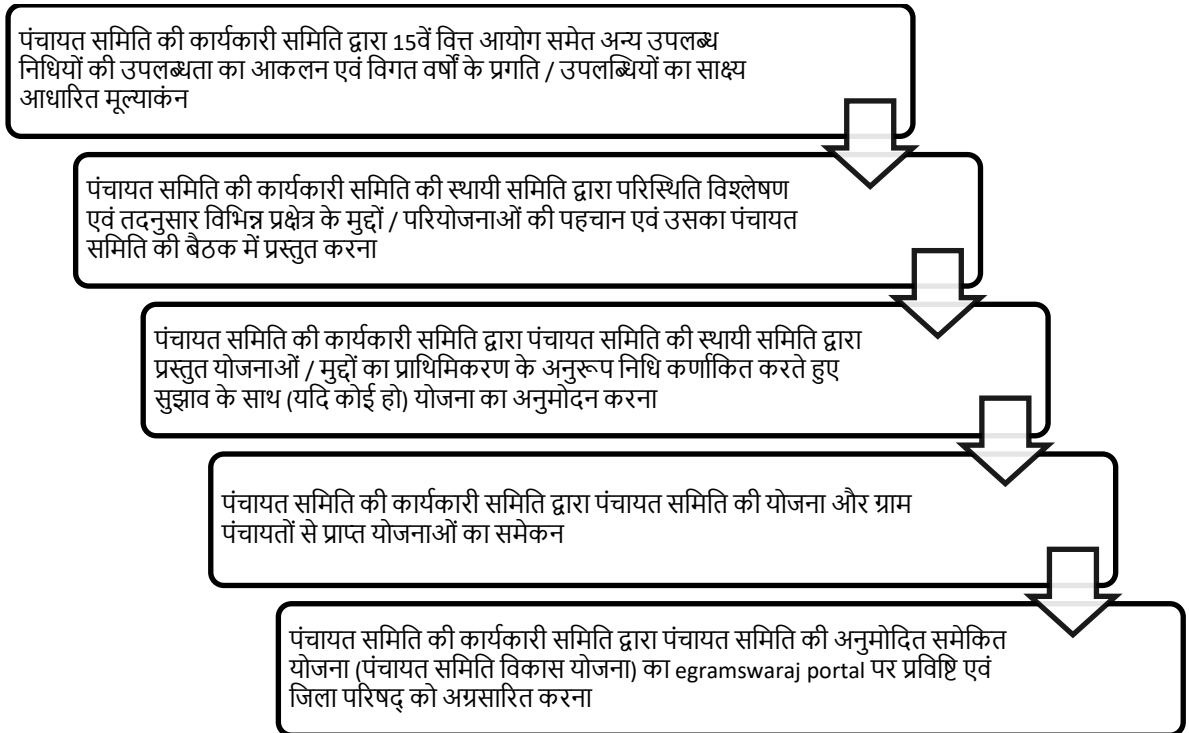 पंचायत समिति की कार्यकारी समिति द्वारा 15वें वित्त आयोग समेत अन्य उपलब्ध
निधियों की उपलब्धता का आकलन एवं विगत वर्षों के प्रगति / उपलब्धियों का साक्ष्य
आधारित मूल्याकंन
पंचायत समिति की कार्यकारी समिति की स्थायी समिति द्वारा परिस्थिति विश्लेषण
एवं तदनुसार विभिन्न प्रक्षेत्र के मुद्दों / परियोजनाओं की पहचान एवं उसका पंचायत
समिति की बैठक में प्रस्तुत करना
पंचायत समिति की कार्यकारी समिति द्वारा पंचायत समिति की स्थायी समिति द्वारा
प्रस्तुत योजनाओं / मुद्दों का प्राथिमिकरण के अनुरूप निधि कर्णाकित करते हुए
सुझाव के साथ (यदि कोई हो) योजना का अनुमोदन करना
पंचायत समिति की कार्यकारी समिति द्वारा पंचायत समिति की योजना और ग्राम
पंचायतों से प्राप्त योजनाओं का समेकन
पंचायत समिति की कार्यकारी समिति द्वारा पंचायत समिति की अनुमोदित समेकित
योजना (पंचायत समिति विकास योजना) का egramswaraj portal पर प्रविष्टि एवं
जिला परिषद् को अग्रसारित करना